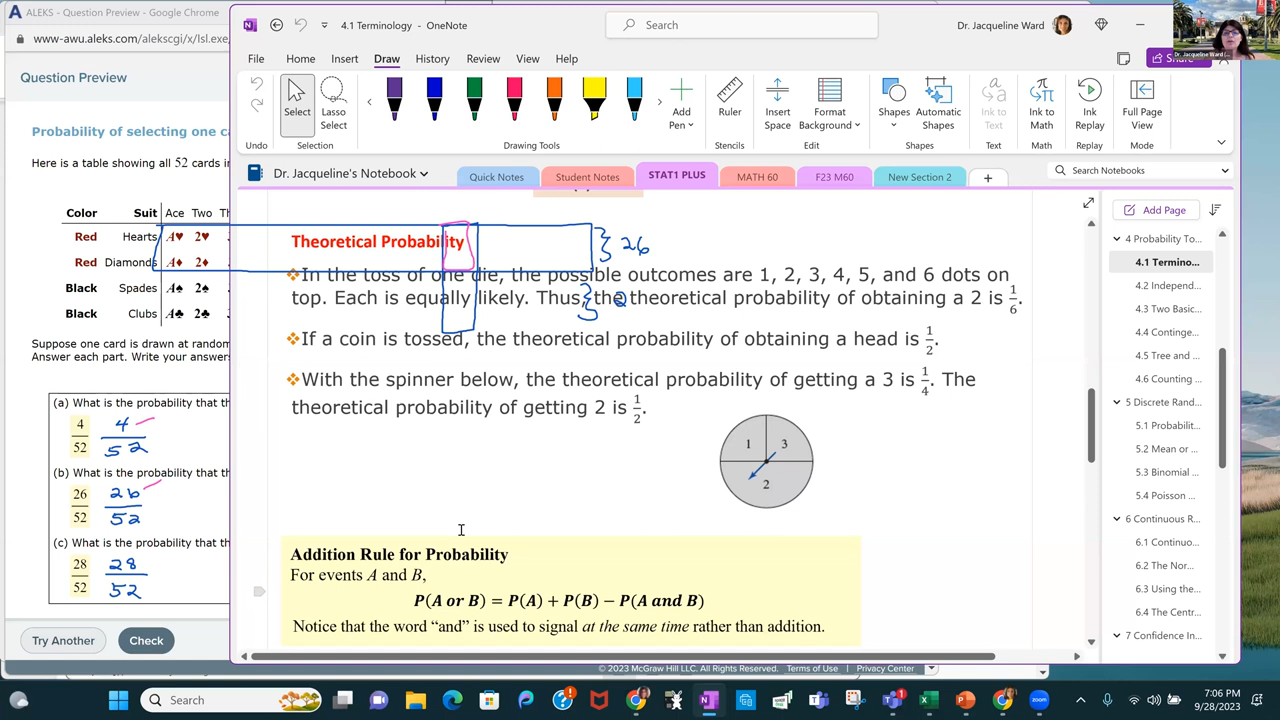 ALEKS - Question Preview - Google Chrome
www-awu.aleks.com/alekscgi/x/lsl.exe
Question Preview
Probability of selecting one ca
Here is a table showing all 52 cards i
Color Suit Ace Two
Red Hearts A♥ 2♥
Red Diamonds A♦ 2♦
Black Spades A♠ 2♠
Black Clubs A♣ 2♣
Suppose one card is drawn at random
Answer each part. Write your answers
(a) What is the probability that the
4/52 4/52
(b) What is the probability that the
26/52 26/52
(c) What is the probability that the
28/52 28/52
Try Another Check
4.1 Terminology - OneNote
Search
Dr. Jacqueline Ward
File Home Insert Draw History Review View Help
Share
Select
Lasso Select
Add Pen
Ruler
Insert Space
Format Background
Shapes
Automatic Shapes
Ink to Text
Ink to Math
Ink Replay
Full Page View
Undo Selection Drawing Tools Stencils Edit Shapes Convert Math Replay Mode
Dr. Jacqueline's Notebook
Quick Notes Student Notes STAT1 PLUS MATH 60 F23 M60 New Section 2 +
Search Notebooks
Theoretical Probability
26
❖In the toss of one die, the possible outcomes are 1, 2, 3, 4, 5, and 6 dots on
top. Each is equally likely. Thus, the theoretical probability of obtaining a 2 is 1/6.
2
❖If a coin is tossed, the theoretical probability of obtaining a head is 1/2.
❖With the spinner below, the theoretical probability of getting a 3 is 1/4. The
theoretical probability of getting 2 is 1/2.
1 3
2
Addition Rule for Probability
For events A and B,
P(A or B) = P(A) + P(B) − P(A and B)
Notice that the word “and” is used to signal at the same time rather than addition.
Add Page
4 Probability To...
4.1 Termino...
4.2 Independ...
4.3 Two Basic...
4.4 Continge...
4.5 Tree and ...
4.6 Counting ...
5 Discrete Rand...
5.1 Probabilit...
5.2 Mean or ...
5.3 Binomial ...
5.4 Poisson ...
6 Continuous R...
6.1 Continuo...
6.2 The Nor...
6.3 Using the...
6.4 The Centr...
7 Confidence In...
© 2023 McGraw Hill LLC. All Rights Reserved. Terms of Use | Privacy Center
Search
zoom
7:06 PM
9/28/2023